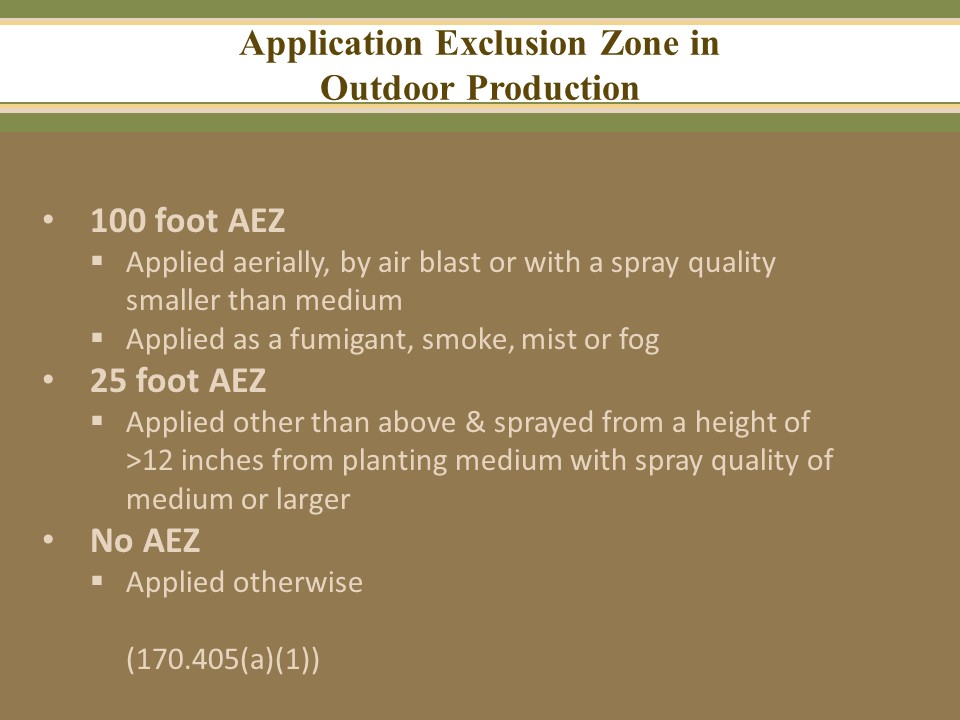 Application Exclusion Zone in
Outdoor Production
• 100 foot AEZ
▪ Applied aerially, by air blast or with a spray quality
smaller than medium
▪ Applied as a fumigant, smoke, mist or fog
• 25 foot AEZ
▪ Applied other than above & sprayed from a height of
>12 inches from planting medium with spray quality of
medium or larger
• No AEZ
▪ Applied otherwise
(170.405(a)(1))